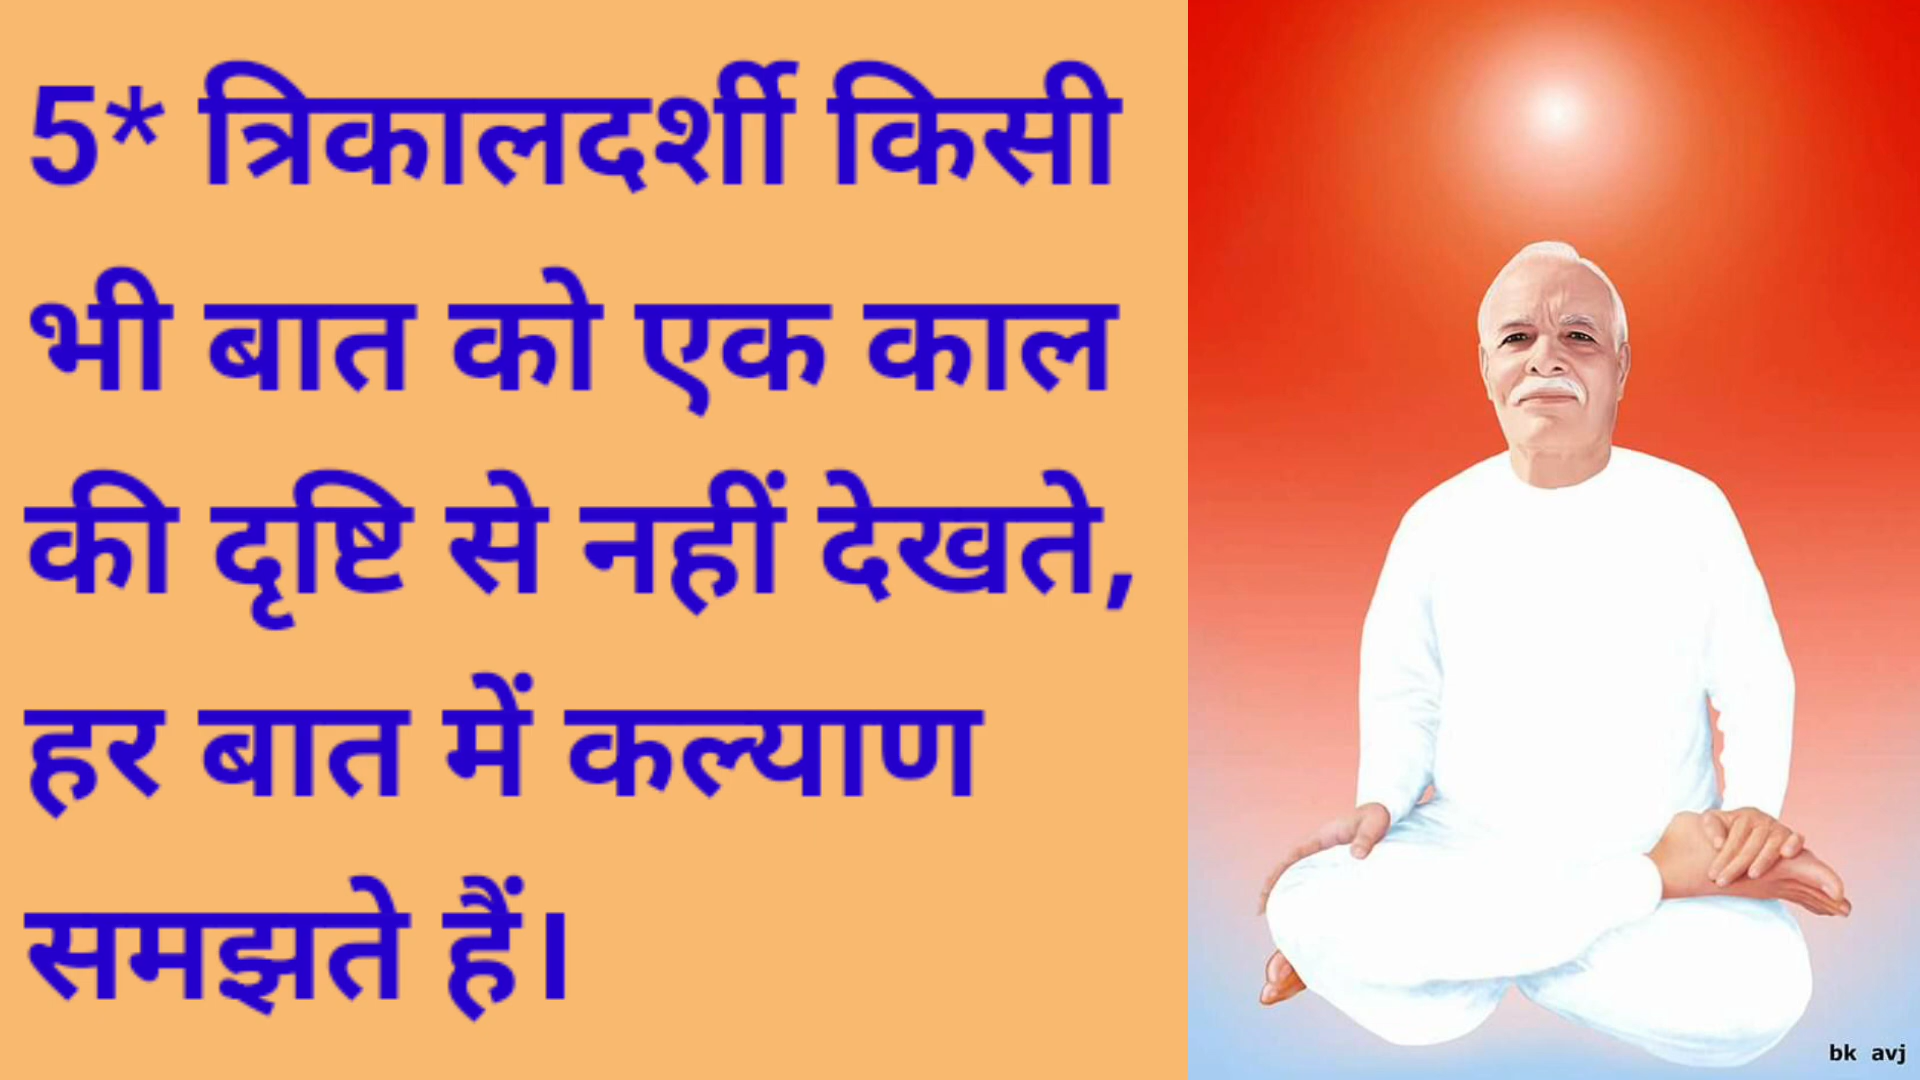 5* त्रिकालदर्शी किसी
भी बात को एक काल
की दृष्टि से नहीं देखते,
हर बात में कल्याण
समझते हैं।
bk avj